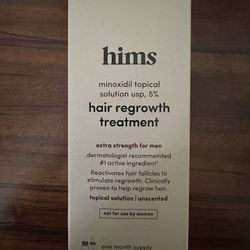 hims
minoxidil topical
solution usp, 5%
hair regrowth
treatment
extra strength for men
dermatologist recommended
#1 active ingredient†
Reactivates hair follicles to
stimulate regrowth. Clinically
proven to help regrow hair.
topical solution | unscented
not for use by women
one month supply